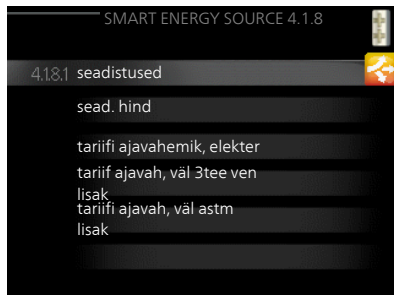 SMART ENERGY SOURCE 4.1.8
4.1.8.1 seadistused
sead. hind
tariifi ajavahemik, elekter
tariif ajavah, väl 3tee ven
lisak
tariifi ajavah, väl astm
lisak